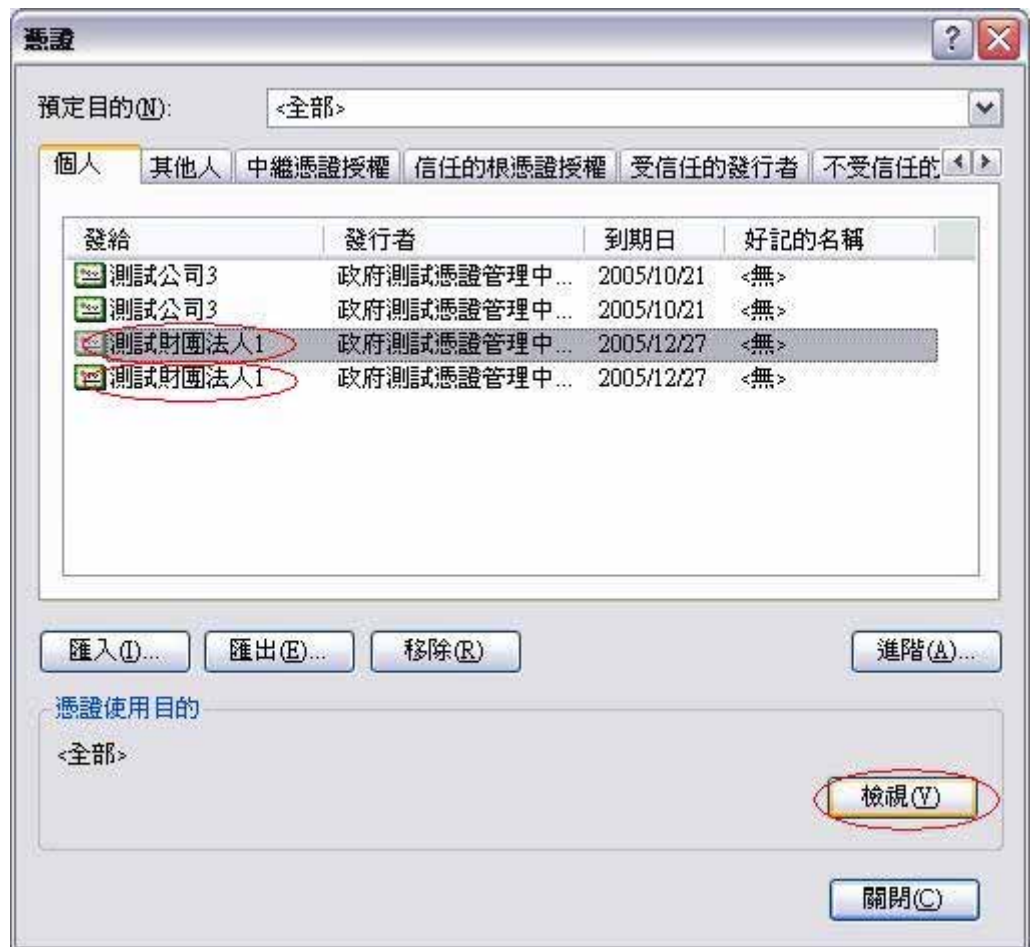 憑證
預定目的(N): <全部>
個人 其他人 中繼憑證授權 信任的根憑證授權 受信任的發行者 不受信任的
發給 發行者 到期日 好記的名稱
測試公司3 政府測試憑證管理中... 2005/10/21 <無>
測試公司3 政府測試憑證管理中... 2005/10/21 <無>
測試財團法人1 政府測試憑證管理中... 2005/12/27 <無>
測試財團法人1 政府測試憑證管理中... 2005/12/27 <無>
匯入(I)... 匯出(E)... 移除(R) 進階(A)...
憑證使用目的
<全部>
檢視(V)
關閉(C)